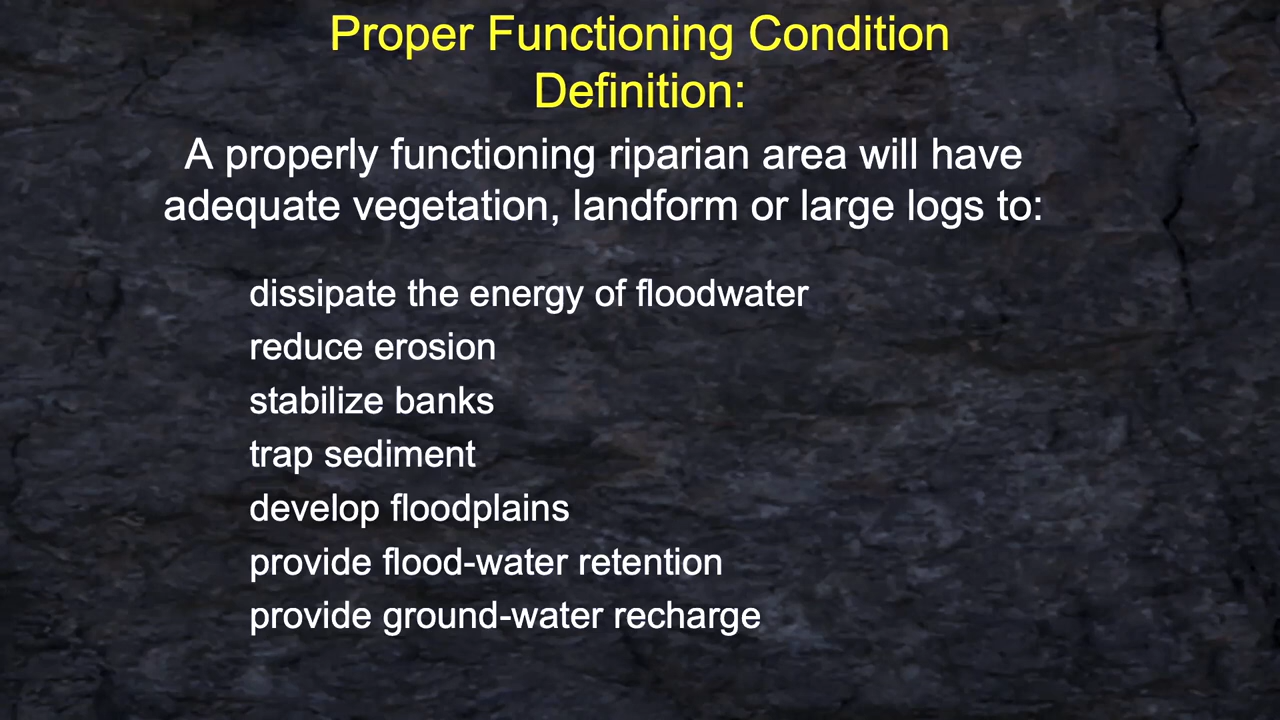 Proper Functioning Condition
Definition:
A properly functioning riparian area will have
adequate vegetation, landform or large logs to:
dissipate the energy of floodwater
reduce erosion
stabilize banks
trap sediment
develop floodplains
provide flood-water retention
provide ground-water recharge